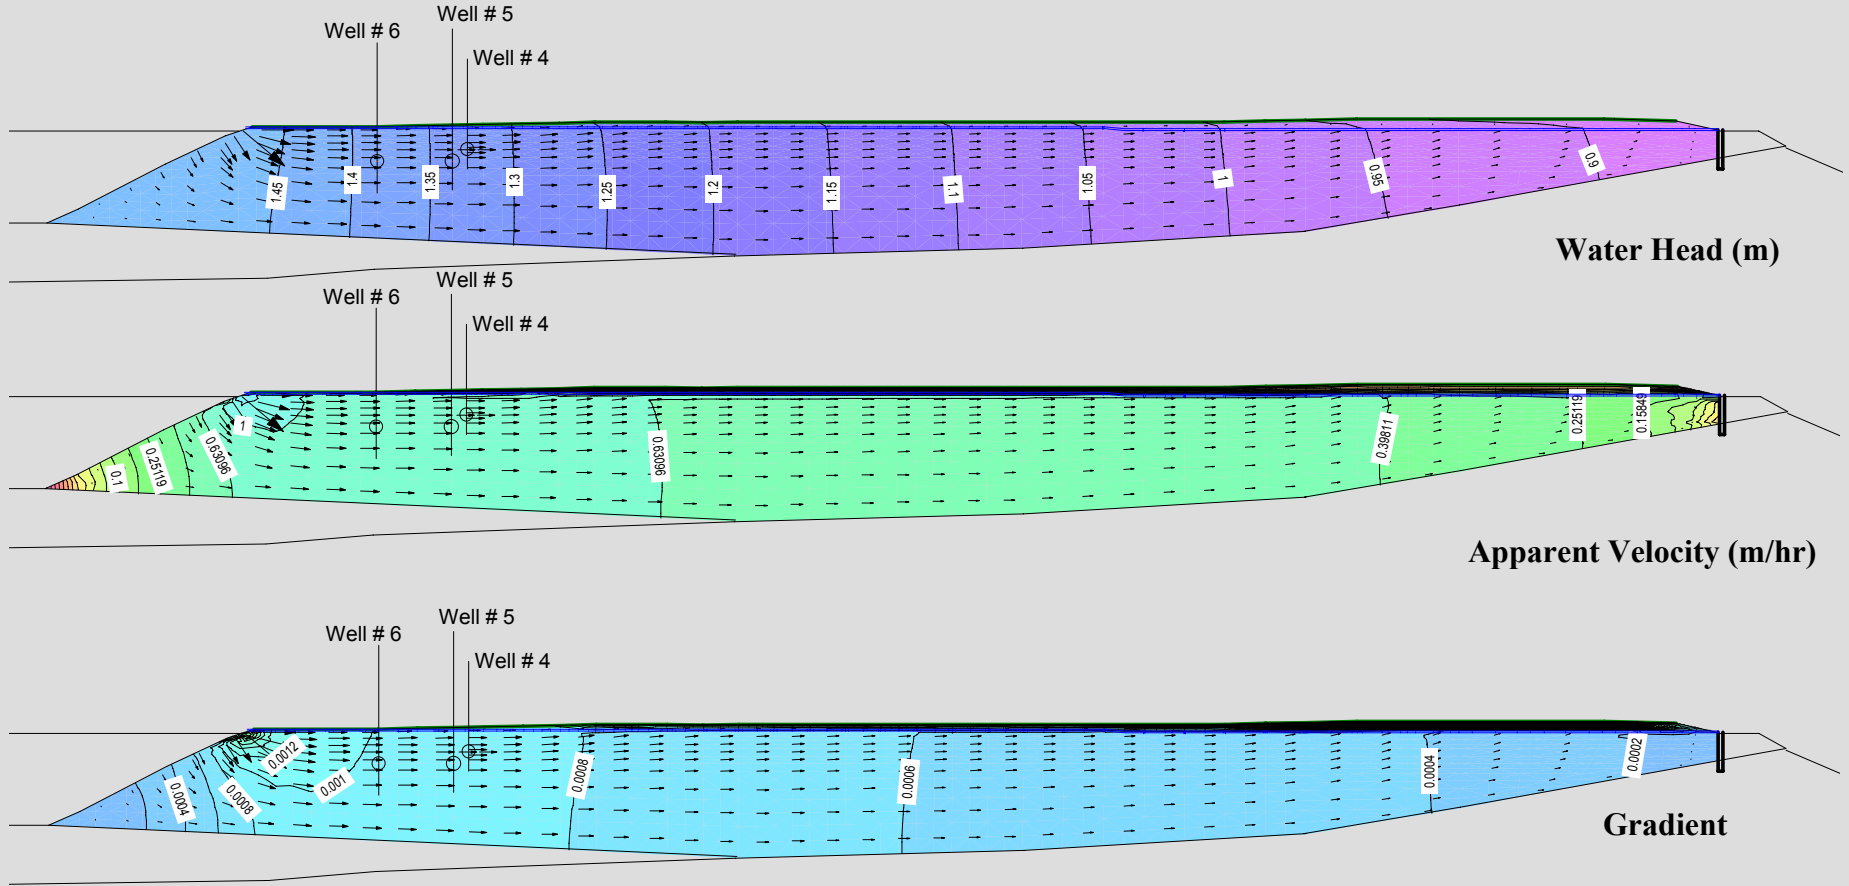 Well # 5
Well # 6
Well # 4
1.45
1.4
1.35
1.3
1.25
1.2
1.15
1.1
1.05
1
0.95
0.9
Water Head (m)
Well # 5
Well # 6
Well # 4
0.1
0.25119
0.63096
1
0.63096
0.39811
0.25119
0.15849
Apparent Velocity (m/hr)
Well # 5
Well # 6
Well # 4
0.0004
0.0008
0.0012
0.001
0.0008
0.0006
0.0004
0.0002
Gradient